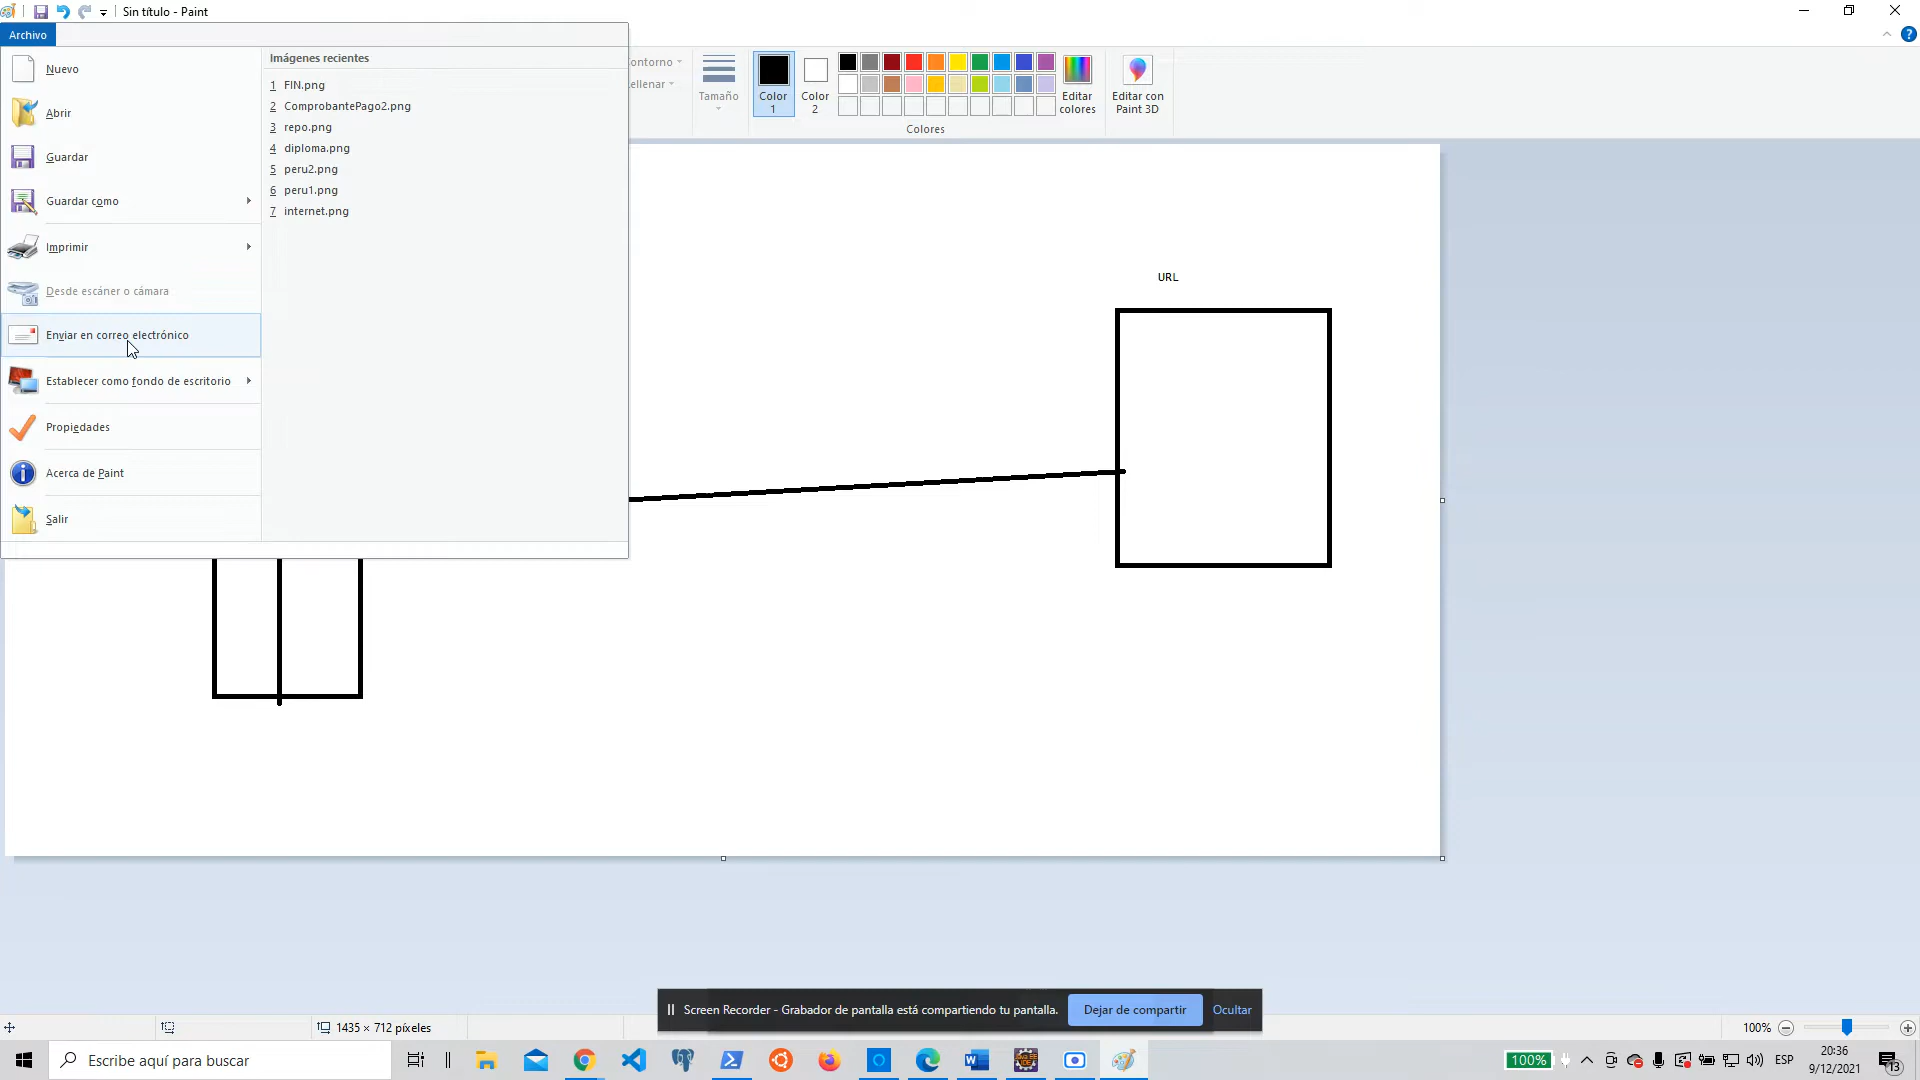 Sin título - Paint
Archivo
Nuevo
Abrir
Guardar
Guardar como
Imprimir
Desde escáner o cámara
Enviar en correo electrónico
Establecer como fondo de escritorio
Propiedades
Acerca de Paint
Salir
Imágenes recientes
1 FIN.png
2 ComprobantePago2.png
3 repo.png
4 diploma.png
5 peru2.png
6 peru1.png
7 internet.png
ontorno
ellenar
Tamaño
Color
1
Color
2
Editar
colores
Editar con
Paint 3D
Colores
URL
Screen Recorder - Grabador de pantalla está compartiendo tu pantalla.
Dejar de compartir
Ocultar
1435 × 712 píxeles
100%
Escribe aquí para buscar
100%
ESP
20:36
9/12/2021
13